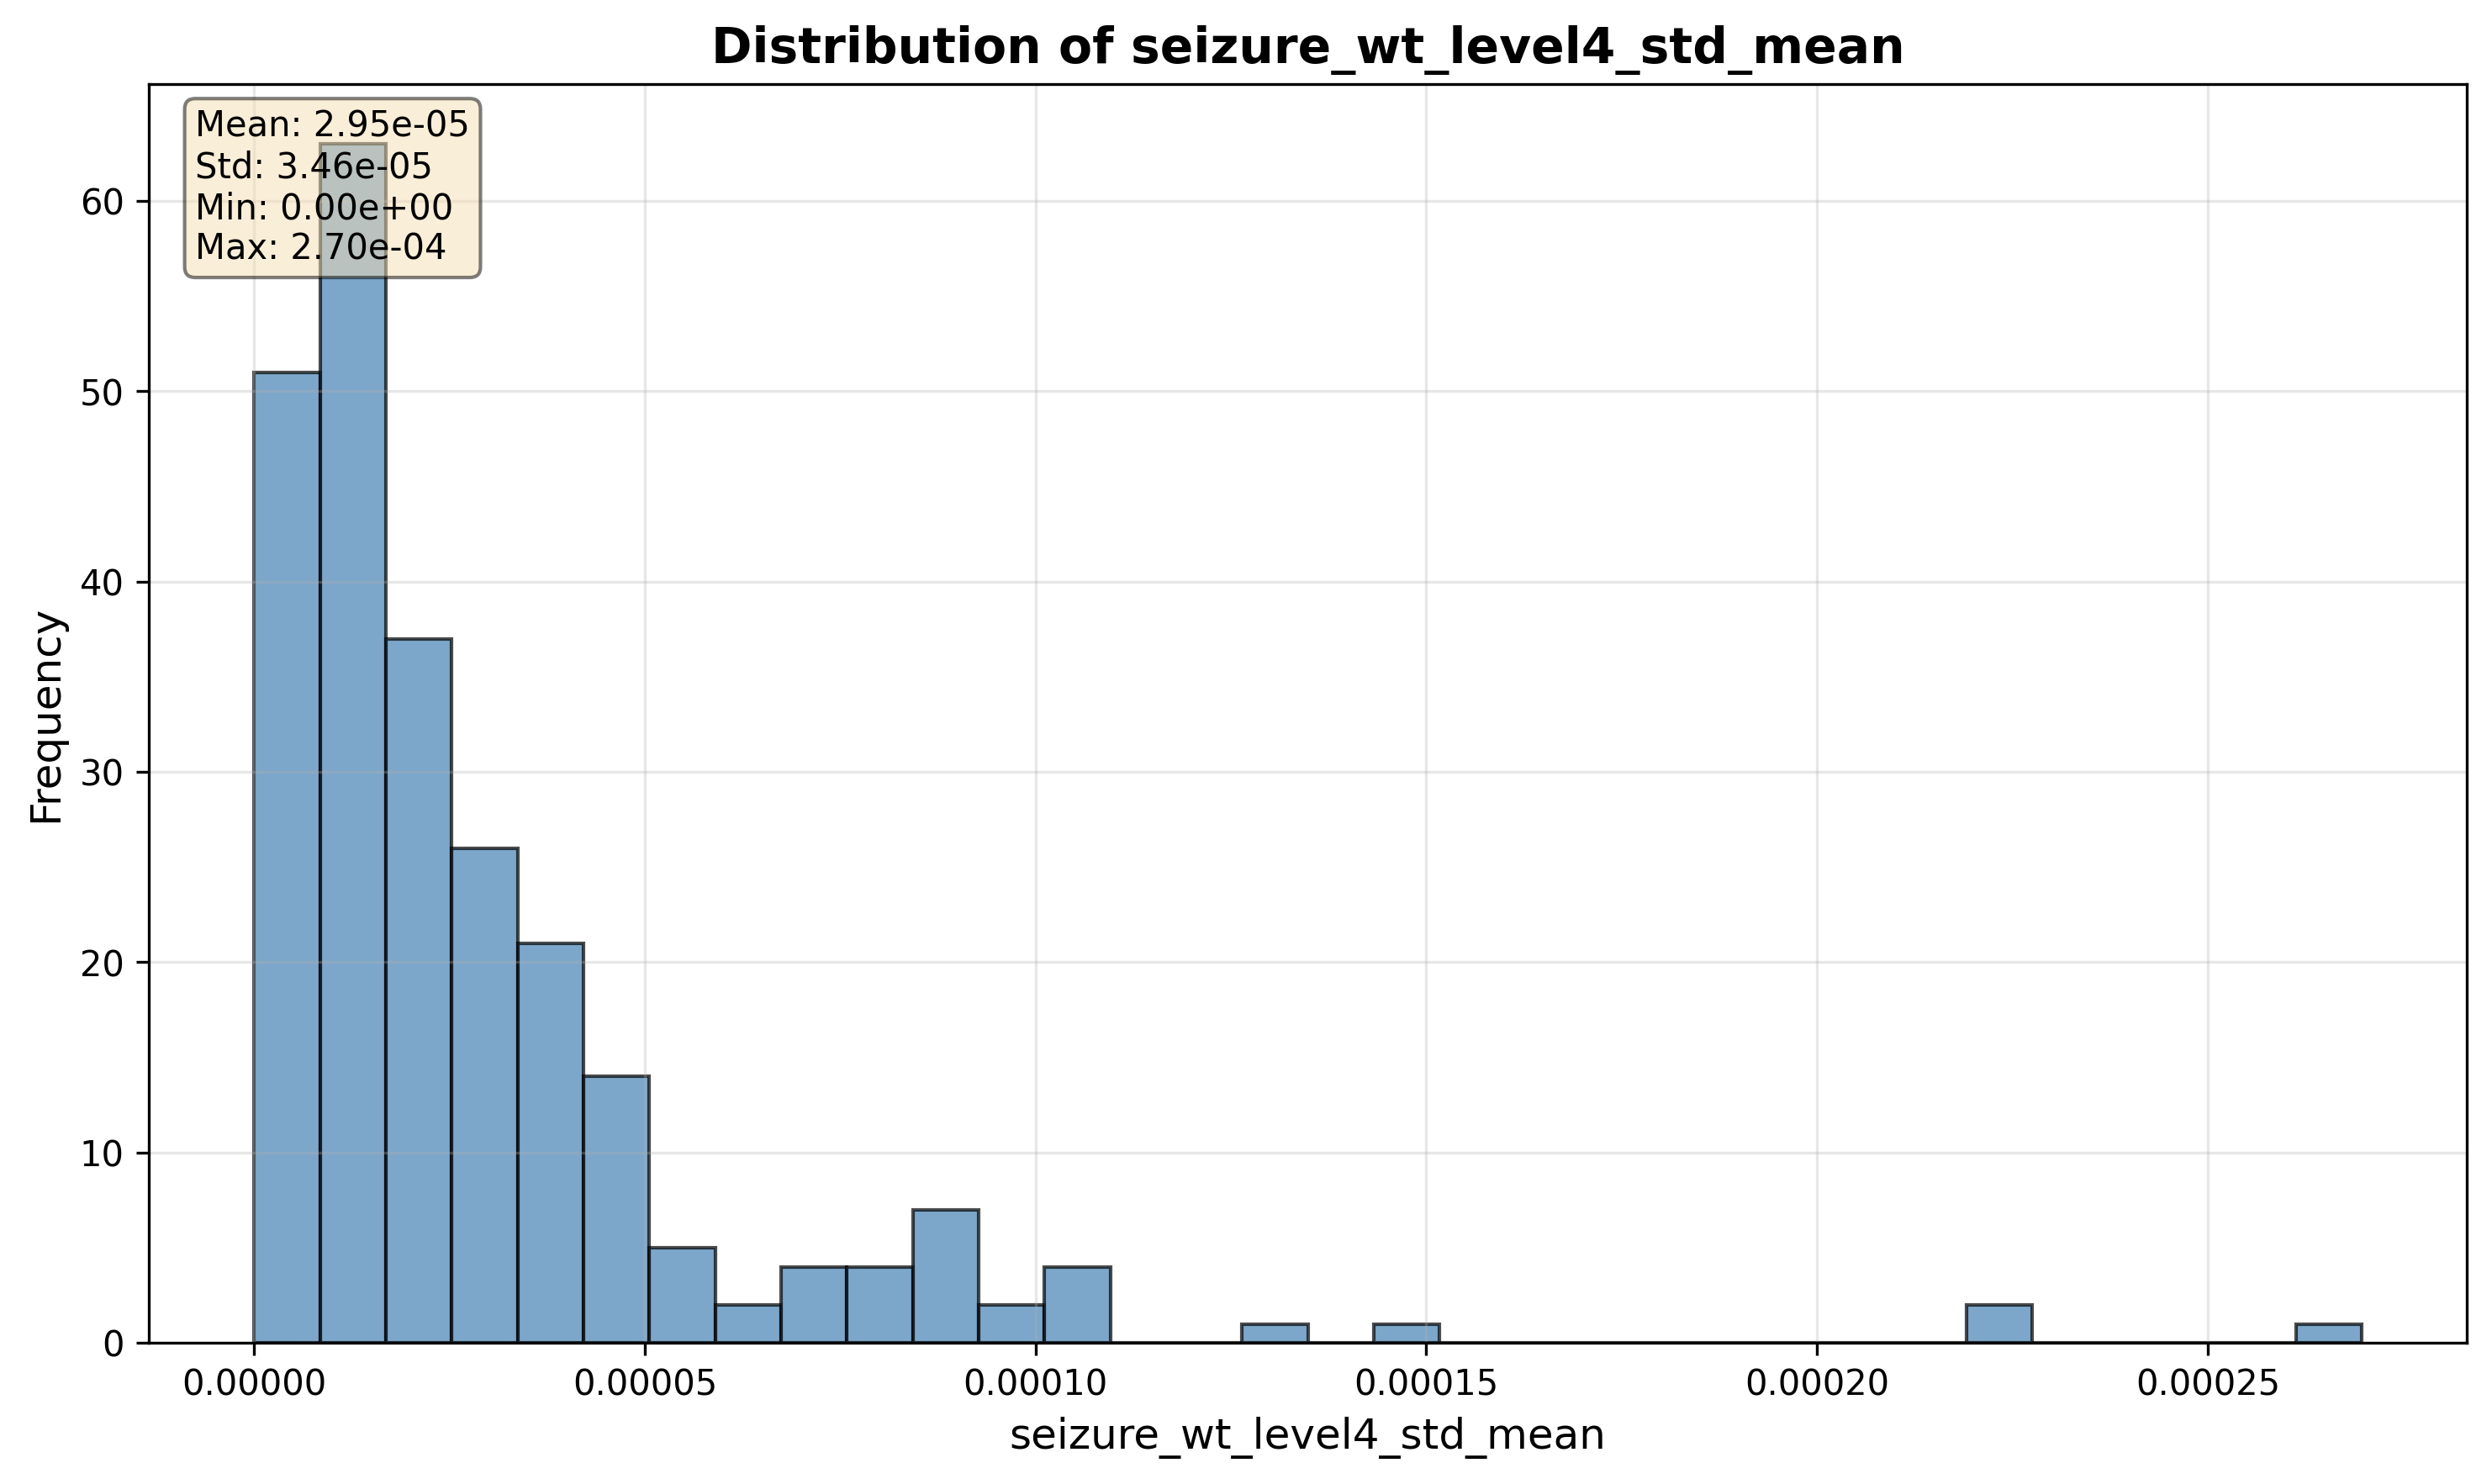 Distribution of seizure_wt_level4_std_mean
Mean: 2.95e-05
Std: 3.46e-05
Min: 0.00e+00
Max: 2.70e-04
60
50
40
30
20
10
0
Frequency
0.00000 0.00005 0.00010 0.00015 0.00020 0.00025
seizure_wt_level4_std_mean